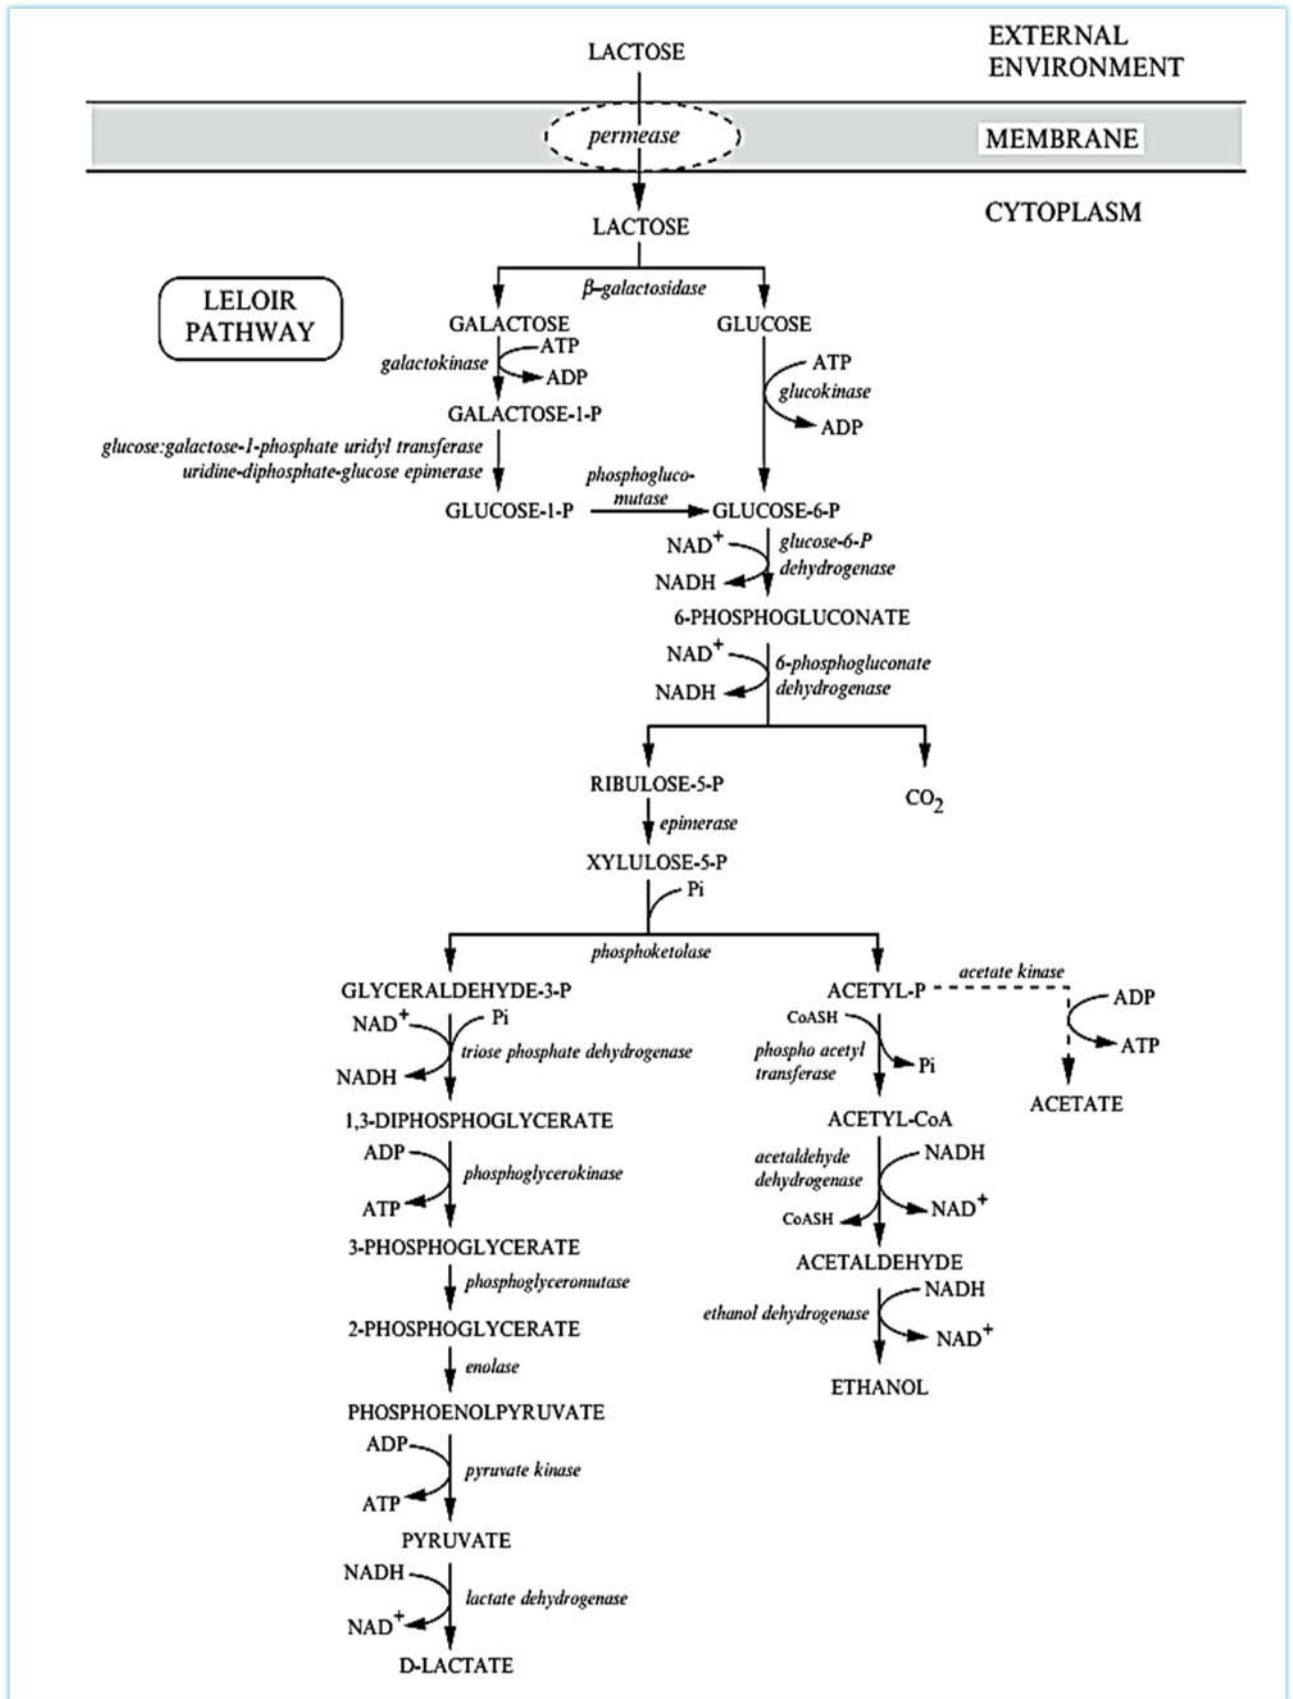 LACTOSE
EXTERNAL
ENVIRONMENT
permease
MEMBRANE
LACTOSE
CYTOPLASM
LELOIR
PATHWAY
β–galactosidase
GALACTOSE
GLUCOSE
galactokinase
ATP
ADP
ATP
glucokinase
ADP
GALACTOSE-1-P
glucose:galactose-1-phosphate uridyl transferase
uridine-diphosphate-glucose epimerase
phosphogluco-
mutase
GLUCOSE-1-P
GLUCOSE-6-P
NAD+
NADH
glucose-6-P
dehydrogenase
6-PHOSPHOGLUCONATE
NAD+
NADH
6-phosphogluconate
dehydrogenase
RIBULOSE-5-P
CO2
epimerase
XYLULOSE-5-P
Pi
phosphoketolase
GLYCERALDEHYDE-3-P
ACETYL-P
acetate kinase
ADP
ATP
ACETATE
NAD+
Pi
triose phosphate dehydrogenase
NADH
CoASH
phospho acetyl
transferase
Pi
1,3-DIPHOSPHOGLYCERATE
ACETYL-CoA
ADP
phosphoglycerokinase
ATP
acetaldehyde
dehydrogenase
NADH
NAD+
CoASH
3-PHOSPHOGLYCERATE
ACETALDEHYDE
phosphoglyceromutase
ethanol dehydrogenase
NADH
NAD+
2-PHOSPHOGLYCERATE
enolase
ETHANOL
PHOSPHOENOLPYRUVATE
ADP
pyruvate kinase
ATP
PYRUVATE
NADH
lactate dehydrogenase
NAD+
D-LACTATE